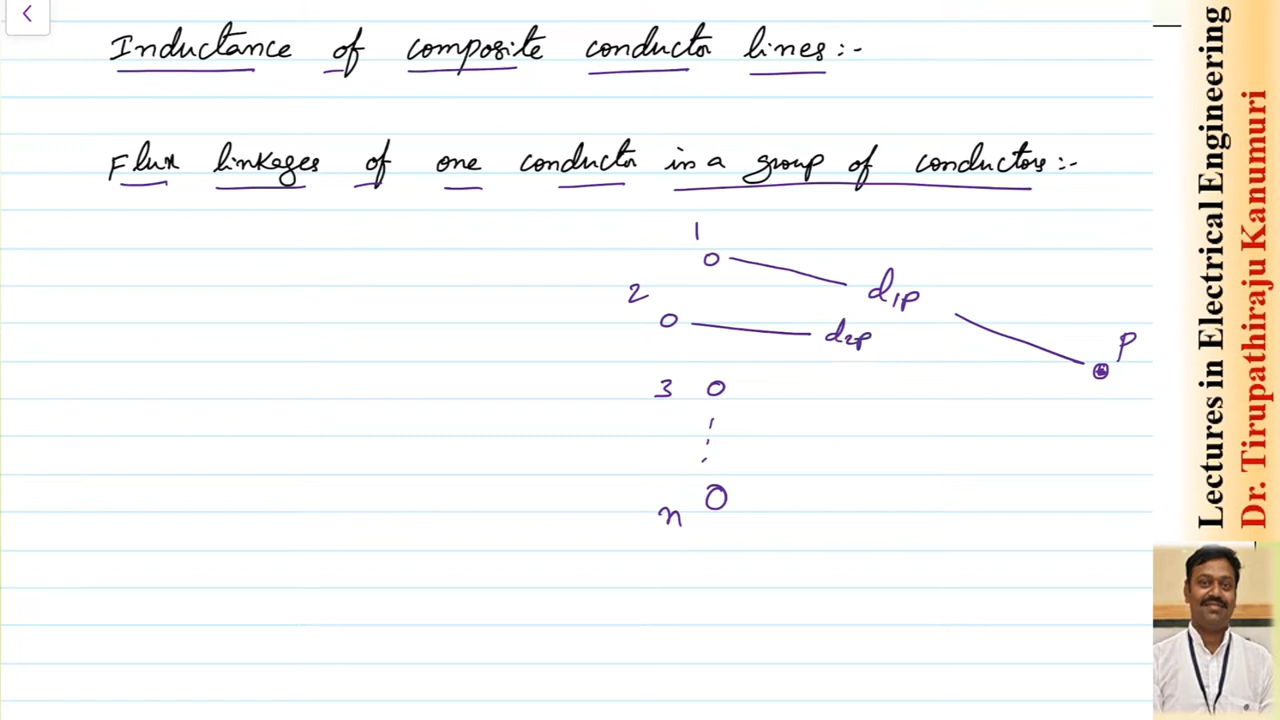 Inductance of composite conductor lines:-
Flux linkages of one conductor in a group of conductors:-
1
d1P
2
d2P
P
3
n
Lectures in Electrical Engineering
Dr. Tirupathiraju Kanumuri